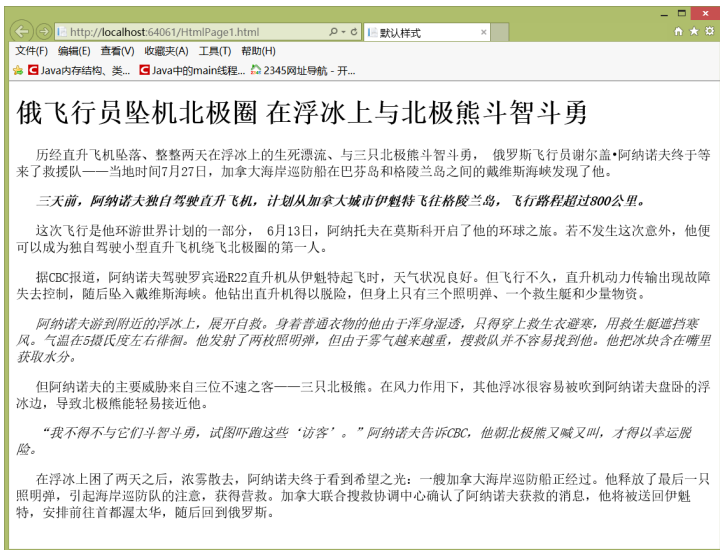 http://localhost:64061/HtmlPage1.html
默认样式
文件(F) 编辑(E) 查看(V) 收藏夹(A) 工具(T) 帮助(H)
Java内存结构、类... Java中的main线程... 2345网址导航 - 开...
俄飞行员坠机北极圈 在浮冰上与北极熊斗智斗勇
历经直升飞机坠落、整整两天在浮冰上的生死漂流、与三只北极熊斗智斗勇， 俄罗斯飞行员谢尔盖•阿纳诺夫终于等
来了救援队——当地时间7月27日，加拿大海岸巡防船在巴芬岛和格陵兰岛之间的戴维斯海峡发现了他。
三天前，阿纳诺夫独自驾驶直升飞机，计划从加拿大城市伊魁特飞往格陵兰岛，飞行路程超过800公里。
这次飞行是他环游世界计划的一部分， 6月13日，阿纳托夫在莫斯科开启了他的环球之旅。若不发生这次意外，他便
可以成为独自驾驶小型直升飞机绕飞北极圈的第一人。
据CBC报道，阿纳诺夫驾驶罗宾逊R22直升机从伊魁特起飞时，天气状况良好。但飞行不久，直升机动力传输出现故障
失去控制，随后坠入戴维斯海峡。他钻出直升机得以脱险，但身上只有三个照明弹、一个救生艇和少量物资。
阿纳诺夫游到附近的浮冰上，展开自救。身着普通衣物的他由于浑身湿透，只得穿上救生衣避寒，用救生艇遮挡寒
风。气温在5摄氏度左右徘徊。他发射了两枚照明弹，但由于雾气越来越重，搜救队并不容易找到他。他把冰块含在嘴里
获取水分。
但阿纳诺夫的主要威胁来自三位不速之客——三只北极熊。在风力作用下，其他浮冰很容易被吹到阿纳诺夫盘卧的浮
冰边，导致北极熊能轻易接近他。
“我不得不与它们斗智斗勇，试图吓跑这些‘访客’。”阿纳诺夫告诉CBC，他朝北极熊又喊又叫，才得以幸运脱
险。
在浮冰上困了两天之后，浓雾散去，阿纳诺夫终于看到希望之光：一艘加拿大海岸巡防船正经过。他释放了最后一只
照明弹，引起海岸巡防队的注意，获得营救。加拿大联合搜救协调中心确认了阿纳诺夫获救的消息，他将被送回伊魁
特，安排前往首都渥太华，随后回到俄罗斯。